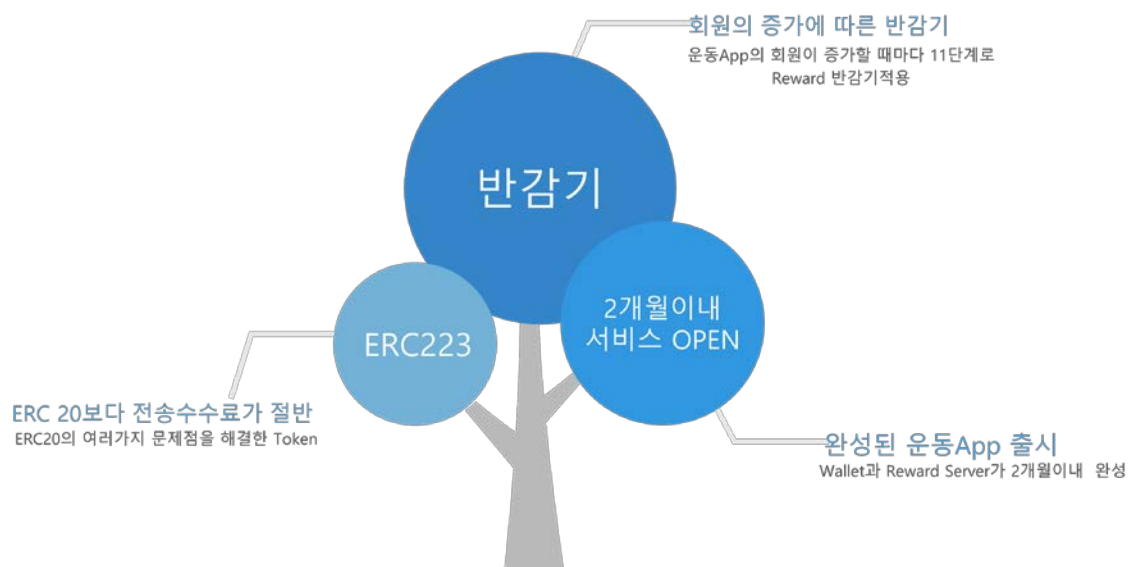 회원의 증가에 따른 반감기
운동App의 회원이 증가할 때마다 11단계로
Reward 반감기적용
반감기
2개월이내
서비스 OPEN
ERC223
ERC 20보다 전송수수료가 절반
ERC20의 여러가지 문제점을 해결한 Token
완성된 운동App 출시
Wallet과 Reward Server가 2개월이내 완성